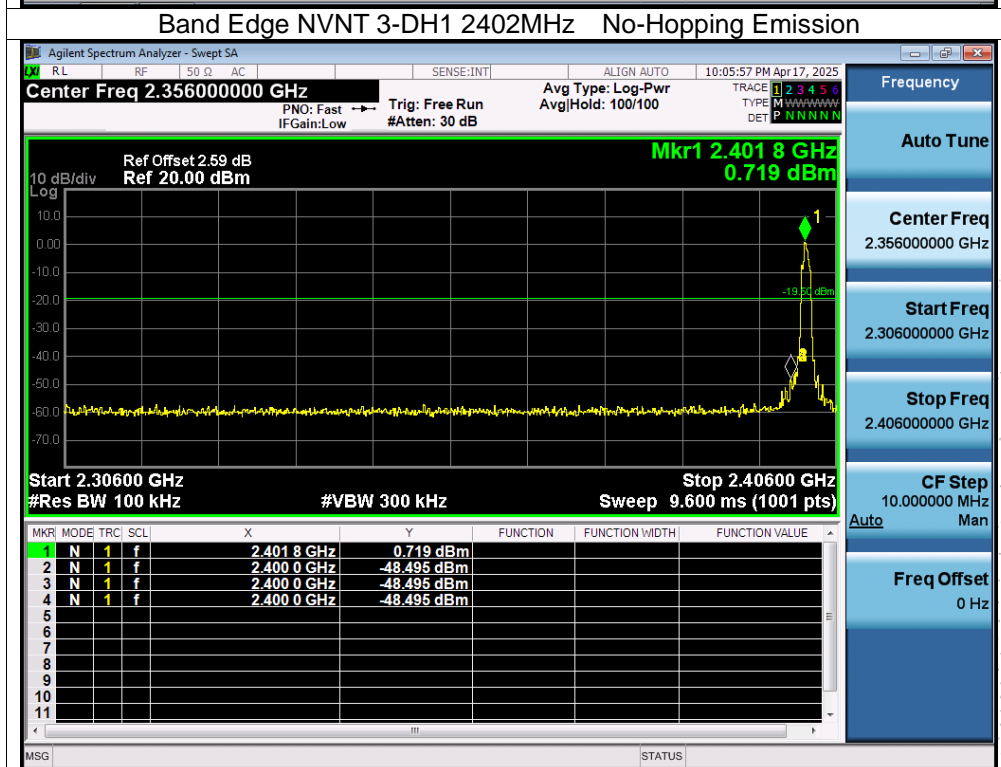 Band Edge NVNT 3-DH1 2402MHz No-Hopping Emission
Agilent Spectrum Analyzer - Swept SA
LXI RL RF 50 Ω AC SENSE:INT ALIGN AUTO 10:05:57 PM Apr 17, 2025
Center Freq 2.356000000 GHz
PNO: Fast
IFGain:Low
Trig: Free Run
#Atten: 30 dB
Avg Type: Log-Pwr
Avg|Hold: 100/100
TRACE 1 2 3 4 5 6
TYPE M WWWWW
DET P N N N N N
Frequency
Auto Tune
Center Freq
2.356000000 GHz
Start Freq
2.306000000 GHz
Stop Freq
2.406000000 GHz
CF Step
10.000000 MHz
Auto Man
Freq Offset
0 Hz
Mkr1 2.401 8 GHz
0.719 dBm
Ref Offset 2.59 dB
10 dB/div Ref 20.00 dBm
Log
10.0
0.00
-10.0
-20.0
-30.0
-40.0
-50.0
-60.0
-70.0
1
Start 2.30600 GHz Stop 2.40600 GHz
#Res BW 100 kHz #VBW 300 kHz Sweep 9.600 ms (1001 pts)
MKR MODE TRC SCL X Y FUNCTION FUNCTION WIDTH FUNCTION VALUE
1 N 1 f 2.401 8 GHz 0.719 dBm
2 N 1 f 2.400 0 GHz -48.495 dBm
3 N 1 f 2.400 0 GHz -48.495 dBm
4 N 1 f 2.400 0 GHz -48.495 dBm
5
6
7
8
9
10
11
MSG STATUS